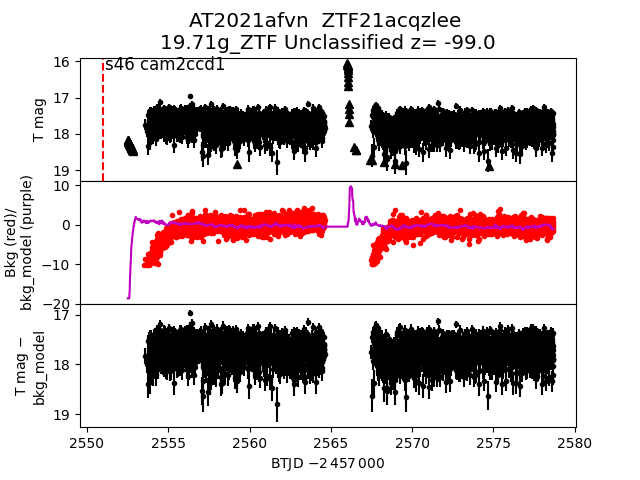 AT2021afvn  ZTF21acqzlee
19.71g_ZTF Unclassified z= -99.0
s46 cam2ccd1
16
17
18
19
T mag
10
0
−10
−20
Bkg (red)/
bkg_model (purple)
17
18
19
T mag −
bkg_model
2550 2555 2560 2565 2570 2575 2580
BTJD −2 457 000